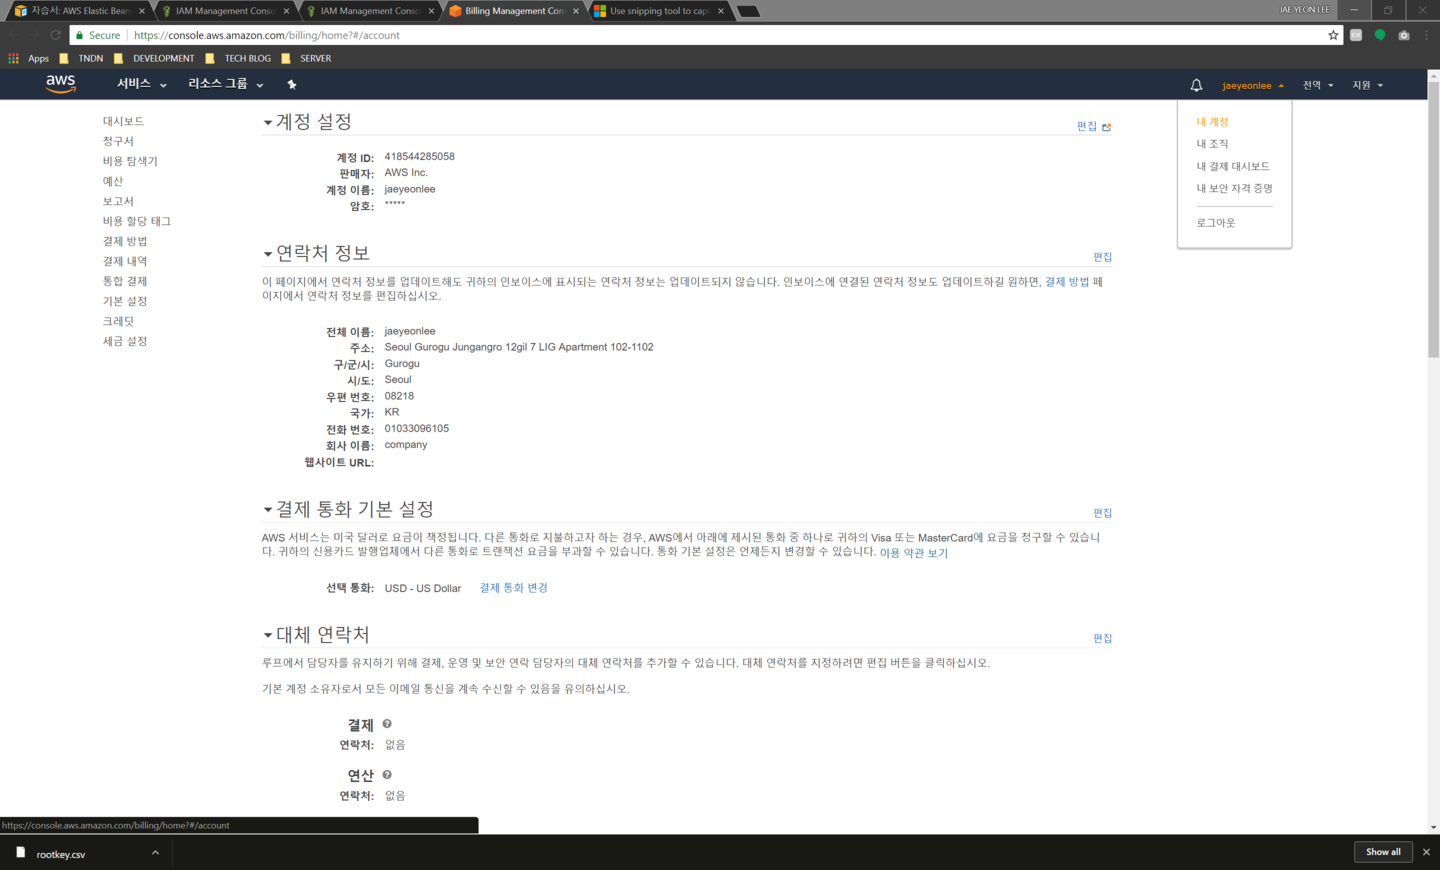 자습서: AWS Elastic Bean
IAM Management Conso
IAM Management Conso
Billing Management Con
Use snipping tool to capt
JAE YEON LEE
Secure
https://console.aws.amazon.com/billing/home?#/account
Apps
TNDN
DEVELOPMENT
TECH BLOG
SERVER
aws
서비스
리소스 그룹
jaeyeonlee
전역
지원
내 계정
내 조직
내 결제 대시보드
내 보안 자격 증명
로그아웃
대시보드
청구서
비용 탐색기
예산
보고서
비용 할당 태그
결제 방법
결제 내역
통합 결제
기본 설정
크레딧
세금 설정
계정 설정
편집
계정 ID: 418544285058
판매자: AWS Inc.
계정 이름: jaeyeonlee
암호: *****
연락처 정보
편집
이 페이지에서 연락처 정보를 업데이트해도 귀하의 인보이스에 표시되는 연락처 정보는 업데이트되지 않습니다. 인보이스에 연결된 연락처 정보도 업데이트하길 원하면, 결제 방법 페
이지에서 연락처 정보를 편집하십시오.
전체 이름: jaeyeonlee
주소: Seoul Gurogu Jungangro 12gil 7 LIG Apartment 102-1102
구/군/시: Gurogu
시/도: Seoul
우편 번호: 08218
국가: KR
전화 번호: 01033096105
회사 이름: company
웹사이트 URL:
결제 통화 기본 설정
편집
AWS 서비스는 미국 달러로 요금이 책정됩니다. 다른 통화로 지불하고자 하는 경우, AWS에서 아래에 제시된 통화 중 하나로 귀하의 Visa 또는 MasterCard에 요금을 청구할 수 있습니
다. 귀하의 신용카드 발행업체에서 다른 통화로 트랜잭션 요금을 부과할 수 있습니다. 통화 기본 설정은 언제든지 변경할 수 있습니다. 이용 약관 보기
선택 통화: USD - US Dollar 결제 통화 변경
대체 연락처
편집
루프에서 담당자를 유지하기 위해 결제, 운영 및 보안 연락 담당자의 대체 연락처를 추가할 수 있습니다. 대체 연락처를 지정하려면 편집 버튼을 클릭하십시오.
기본 계정 소유자로서 모든 이메일 통신을 계속 수신할 수 있음을 유의하십시오.
결제
연락처: 없음
연산
연락처: 없음
https://console.aws.amazon.com/billing/home?#/account
rootkey.csv
Show all